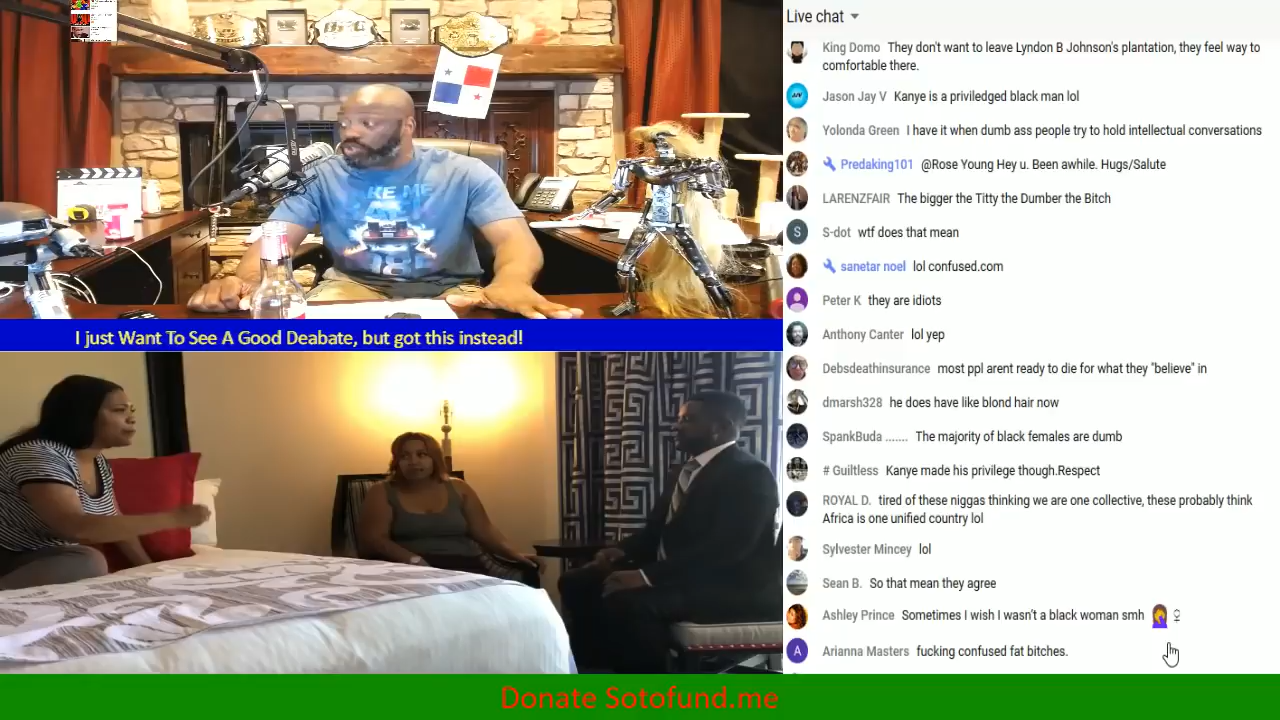 Live chat
King Domo They don't want to leave Lyndon B Johnson's plantation, they feel way to
comfortable there.
Jason Jay V Kanye is a priviledged black man lol
Yolonda Green I have it when dumb ass people try to hold intellectual conversations
Predaking101 @Rose Young Hey u. Been awhile. Hugs/Salute
LARENZFAIR The bigger the Titty the Dumber the Bitch
S
S-dot wtf does that mean
sanetar noel lol confused.com
Peter K they are idiots
Anthony Canter lol yep
Debsdeathinsurance most ppl arent ready to die for what they "believe" in
dmarsh328 he does have like blond hair now
SpankBuda ....... The majority of black females are dumb
# Guiltless Kanye made his privilege though.Respect
ROYAL D. tired of these niggas thinking we are one collective, these probably think
Africa is one unified country lol
Sylvester Mincey lol
Sean B. So that mean they agree
Ashley Prince Sometimes I wish I wasn't a black woman smh 🤦 ♀
A
Arianna Masters fucking confused fat bitches.
UFC
I just Want To See A Good Deabate, but got this instead!
Donate Sotofund.me